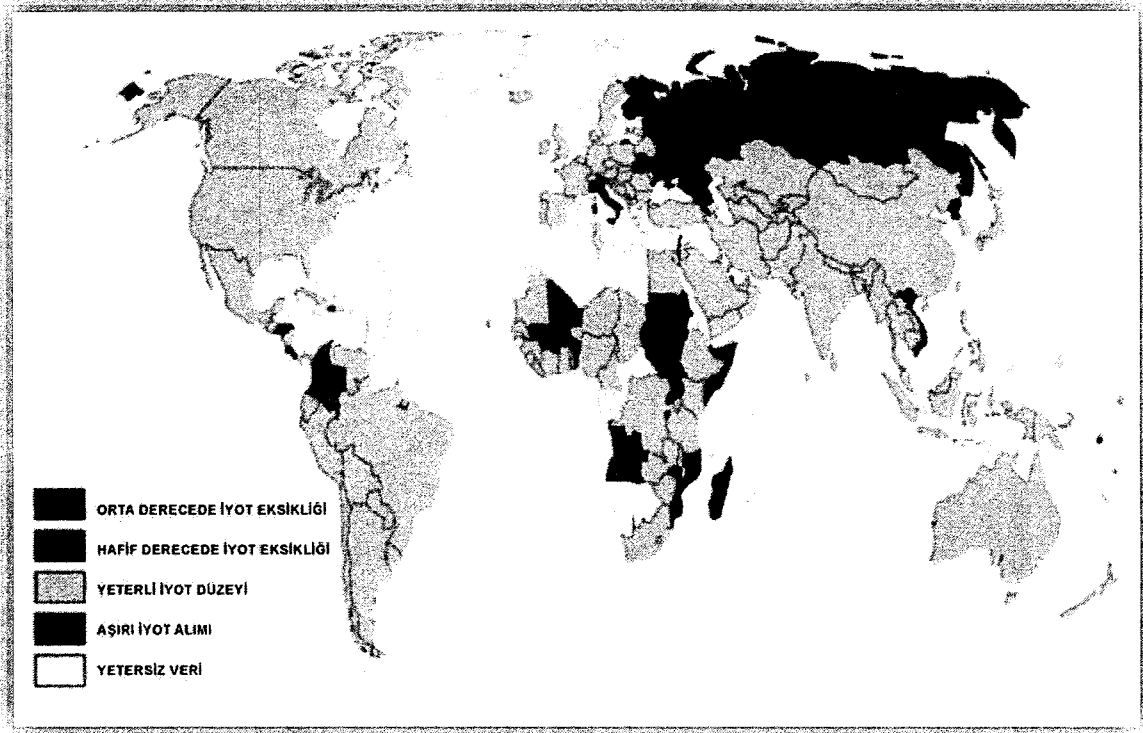 ORTA DERECEDE İYOT EKSİKLİĞİ
HAFİF DERECEDE İYOT EKSİKLİĞİ
YETERLİ İYOT DÜZEYİ
AŞIRI İYOT ALIMI
YETERSİZ VERİ